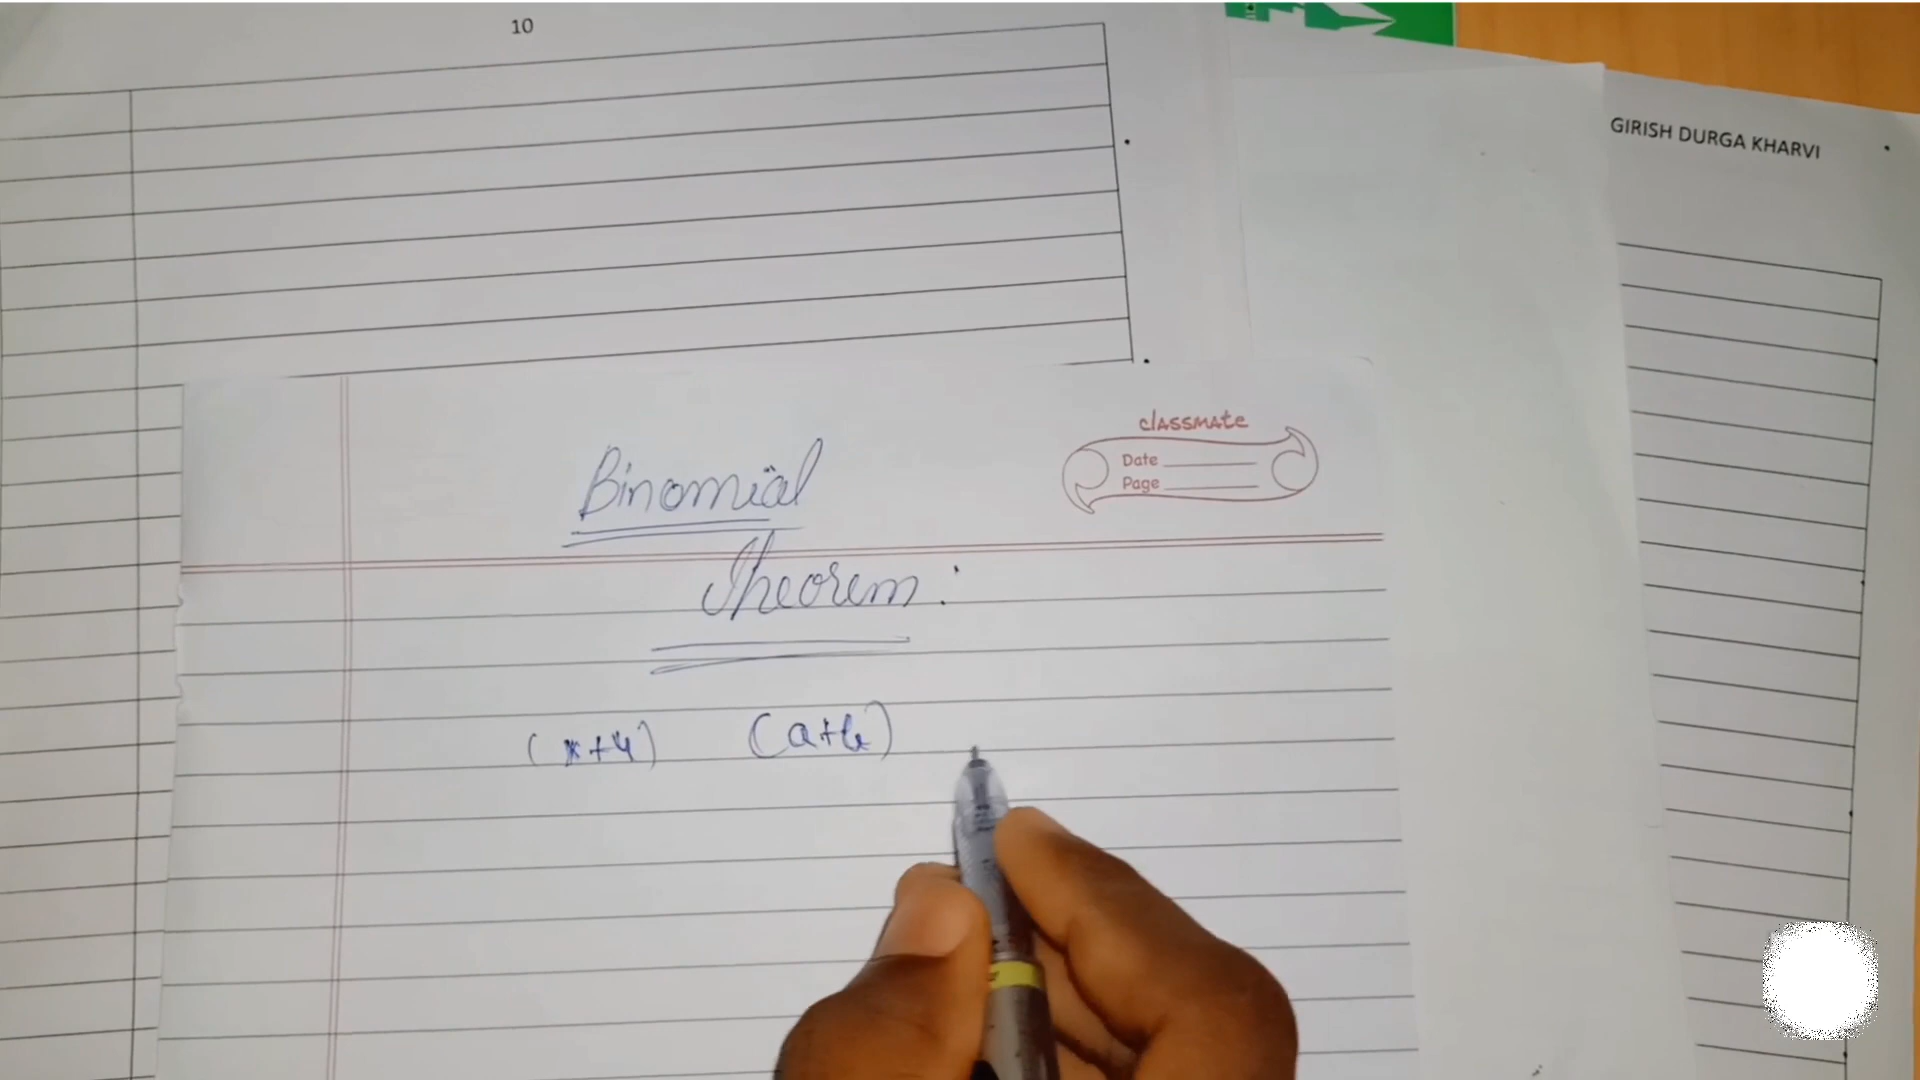 10
GIRISH DURGA KHARVI
classmate
Date
Page
Binomial
Theorem:
(x+y) (a+b)